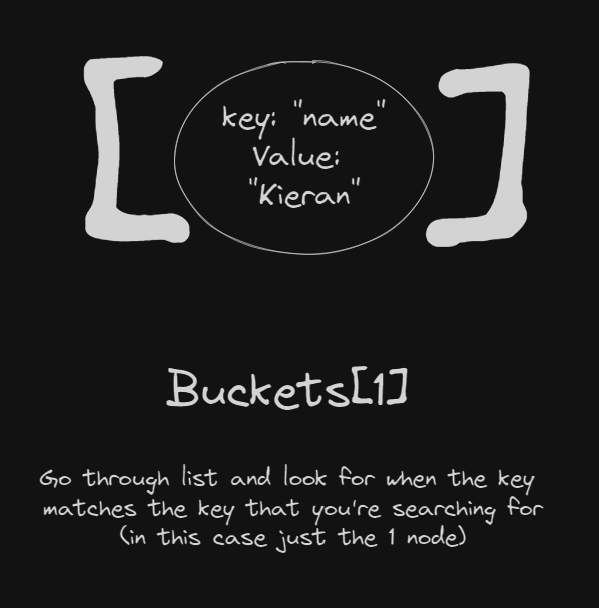 key: "name"
Value:
"Kieran"
Buckets[1]
Go through list and look for when the key
matches the key that you're searching for
(in this case just the 1 node)